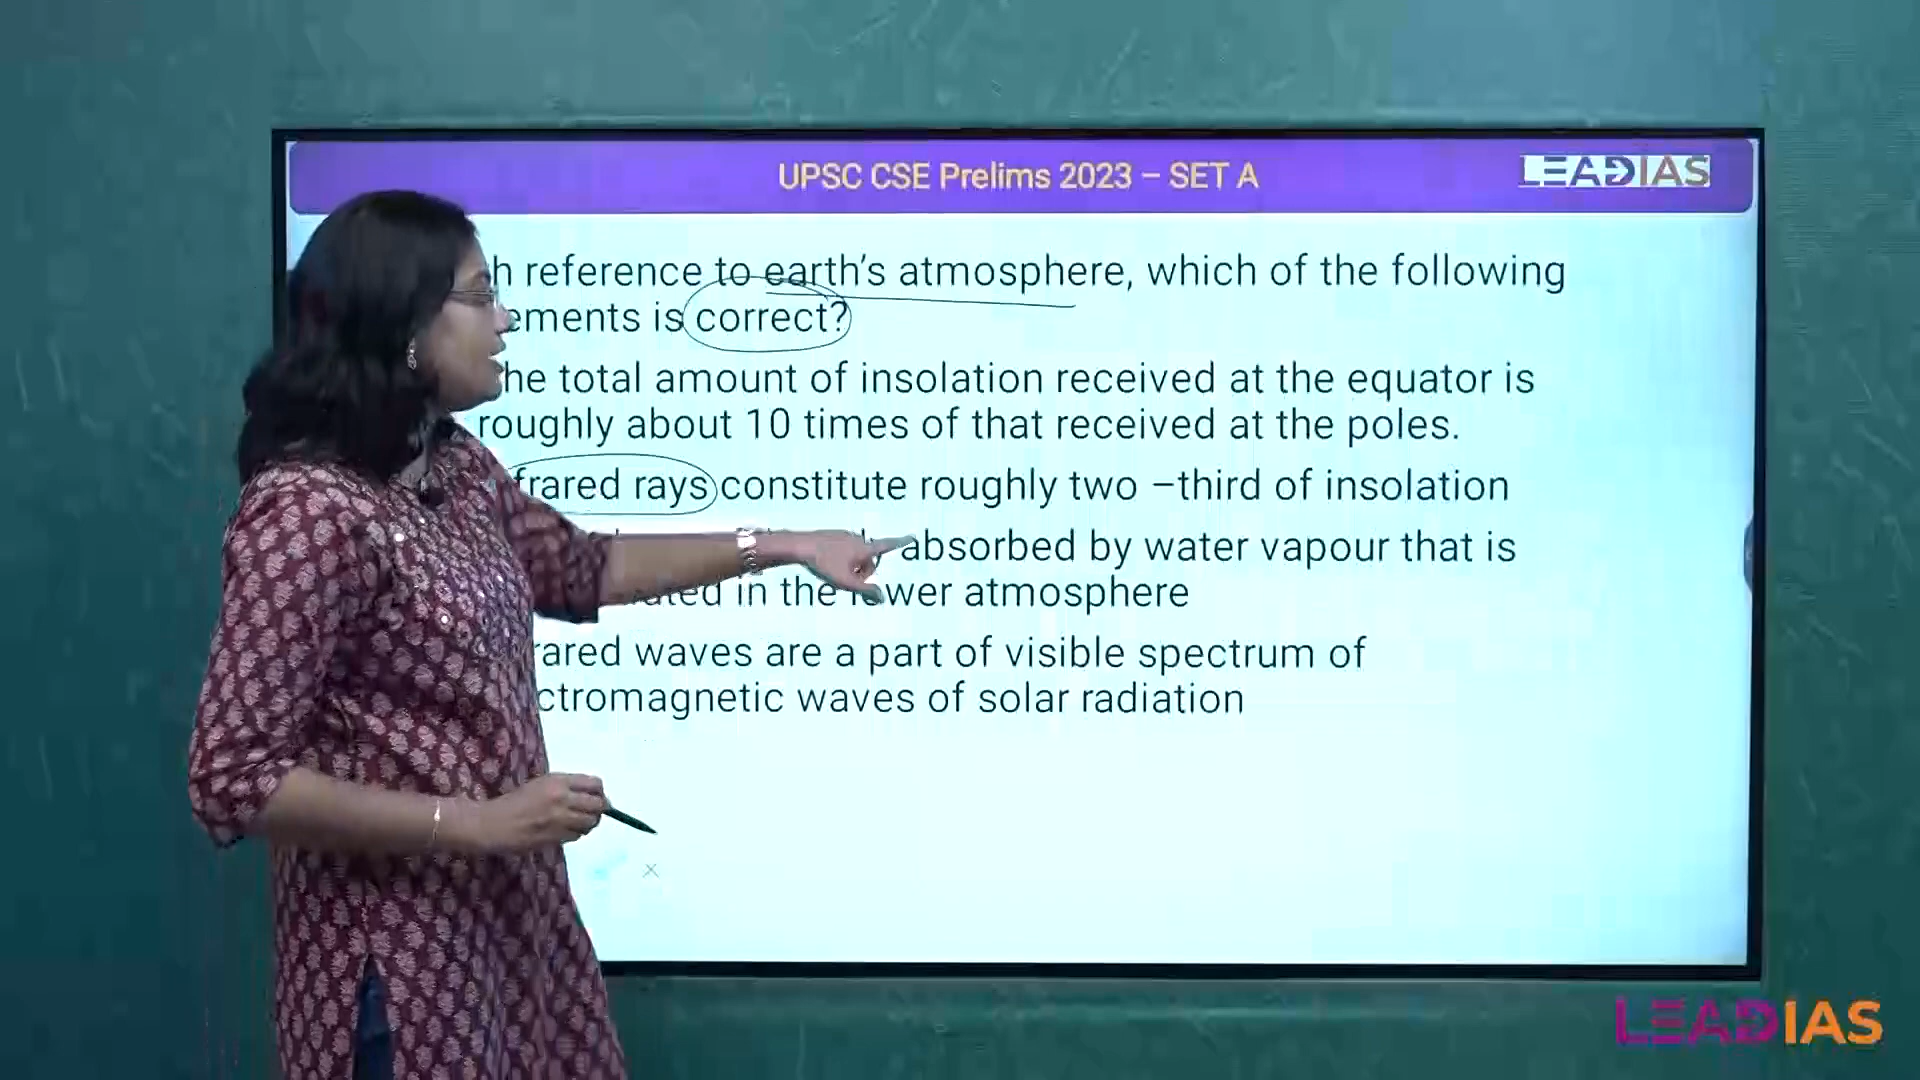 UPSC CSE Prelims 2023 – SET A
LEADIAS
h reference to earth's atmosphere, which of the following
ements is correct?
he total amount of insolation received at the equator is
roughly about 10 times of that received at the poles.
frared rays constitute roughly two –third of insolation
absorbed by water vapour that is
ated in the lower atmosphere
rared waves are a part of visible spectrum of
ctromagnetic waves of solar radiation
LEADIAS